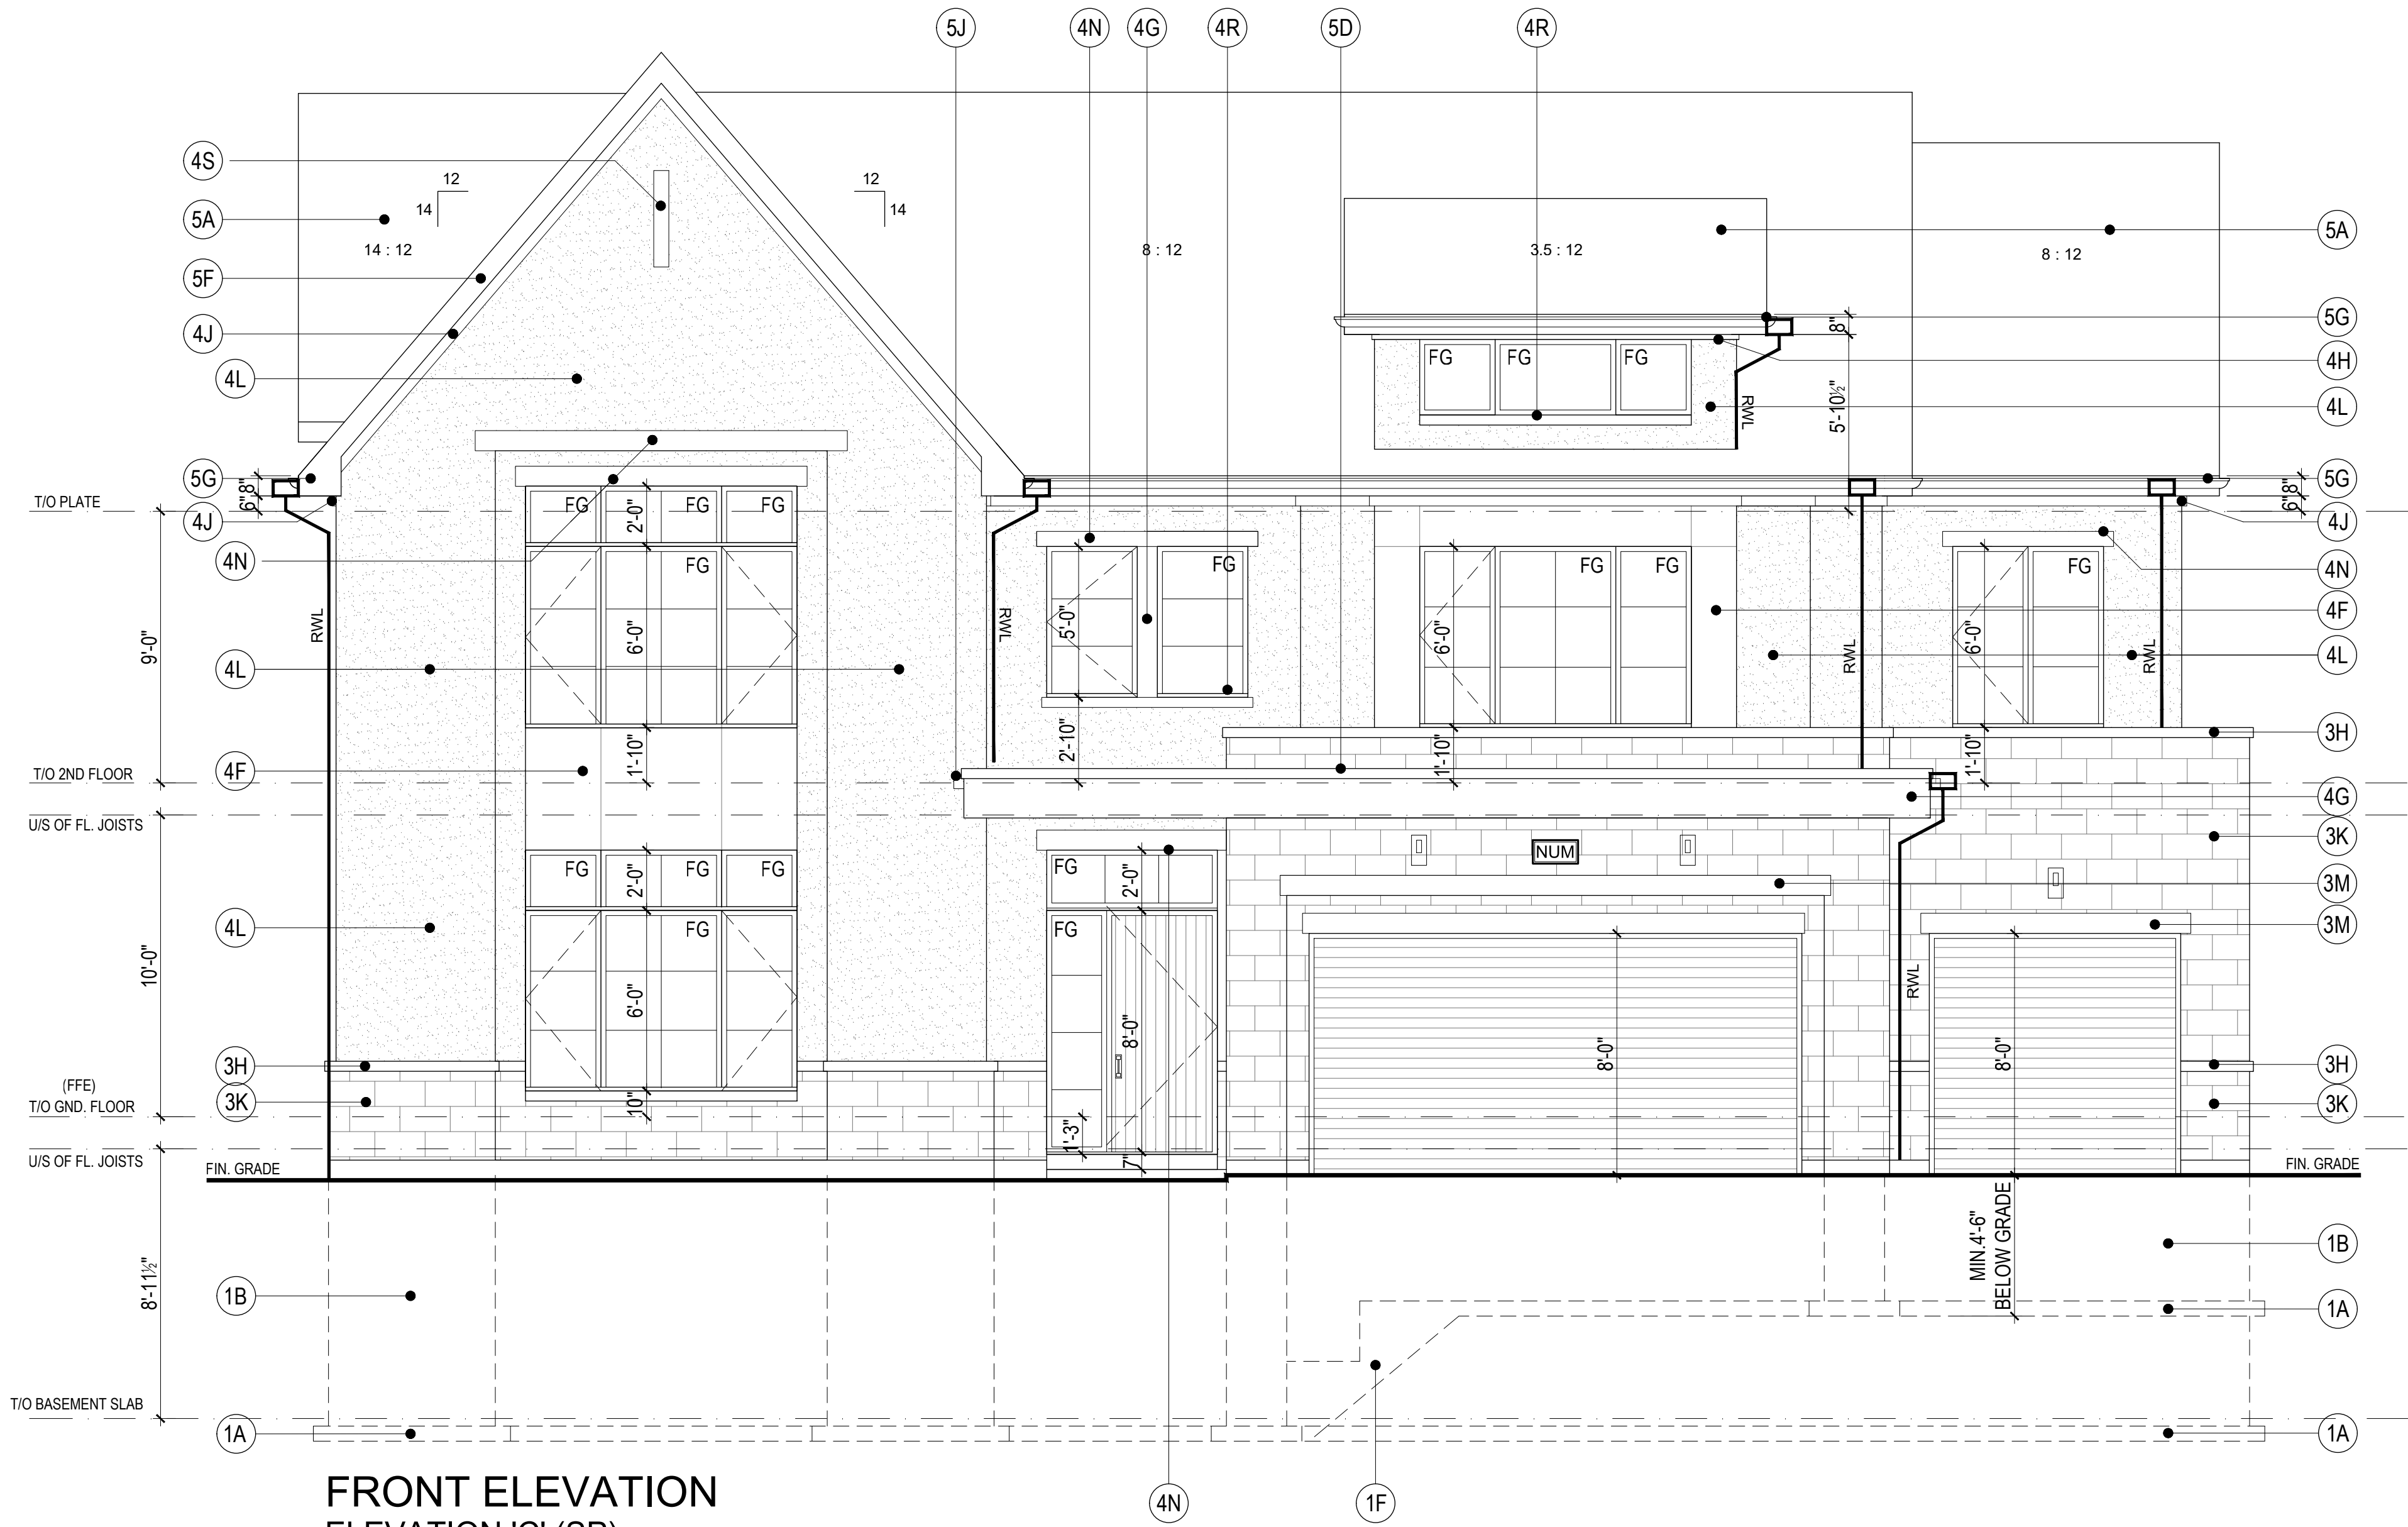 5J
4N
4G
4R
5D
4R
4S
12
14
12
14
5A
14 : 12
8 : 12
3.5 : 12
8 : 12
5A
5F
4J
4L
8"
5G
4H
4L
FG
FG
FG
RWL
5'-10½"
5G
6"
8"
T/O PLATE
4J
4N
FG
FG
FG
2'-0"
FG
6'-0"
RWL
RWL
5'-0"
FG
6'-0"
FG
FG
RWL
6'-0"
FG
RWL
5G
6"
8"
4J
4N
4F
4L
9'-0"
4L
3H
4F
1'-10"
2'-10"
1'-10"
1'-10"
T/O 2ND FLOOR
U/S OF FL. JOISTS
4G
3K
3M
3M
NUM
FG
FG
FG
2'-0"
FG
6'-0"
10"
FG
2'-0"
FG
8'-0"
1'-3"
7"
8'-0"
RWL
8'-0"
4L
10'-0"
3H
3K
3H
3K
(FFE)
T/O GND. FLOOR
U/S OF FL. JOISTS
FIN. GRADE
FIN. GRADE
8'-11½"
1B
MIN.4'-6"
BELOW GRADE
1B
1A
T/O BASEMENT SLAB
1A
1A
4N
1F
FRONT ELEVATION